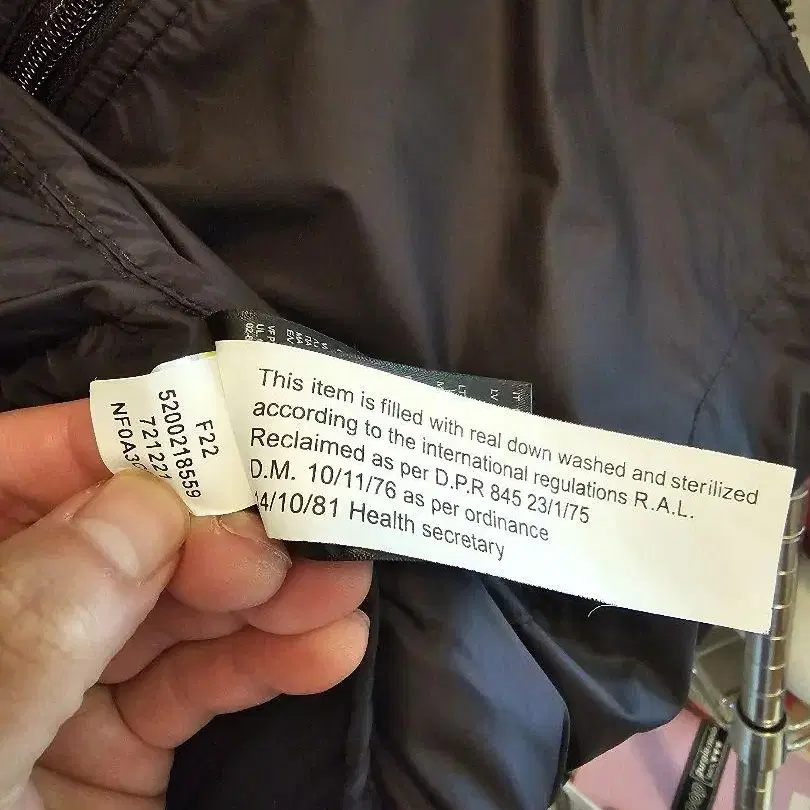 This item is filled with real down washed and sterilized
according to the international regulations R.A.L.
Reclaimed as per D.P.R 845 23/1/75
D.M. 10/11/76 as per ordinance
4/10/81 Health secretary
F22
5200218559
721221
NF0A3